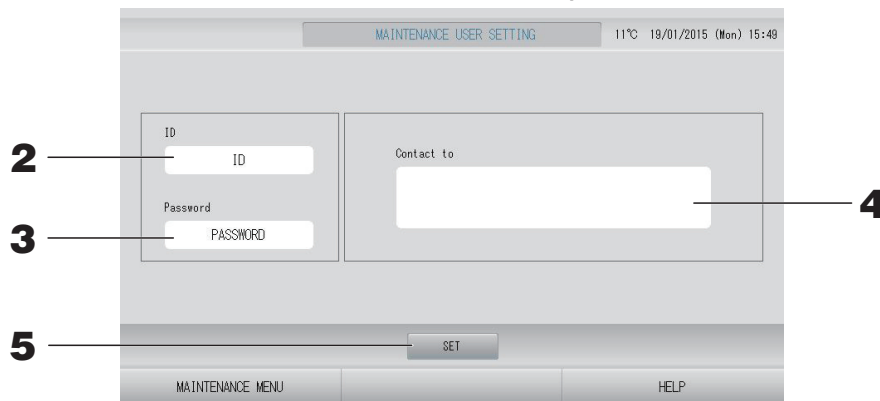 MAINTENANCE USER SETTING 11°C 19/01/2015 (Mon) 15:49
ID
2 ID
Contact to
4
Password
3 PASSWORD
5 SET
MAINTENANCE MENU HELP